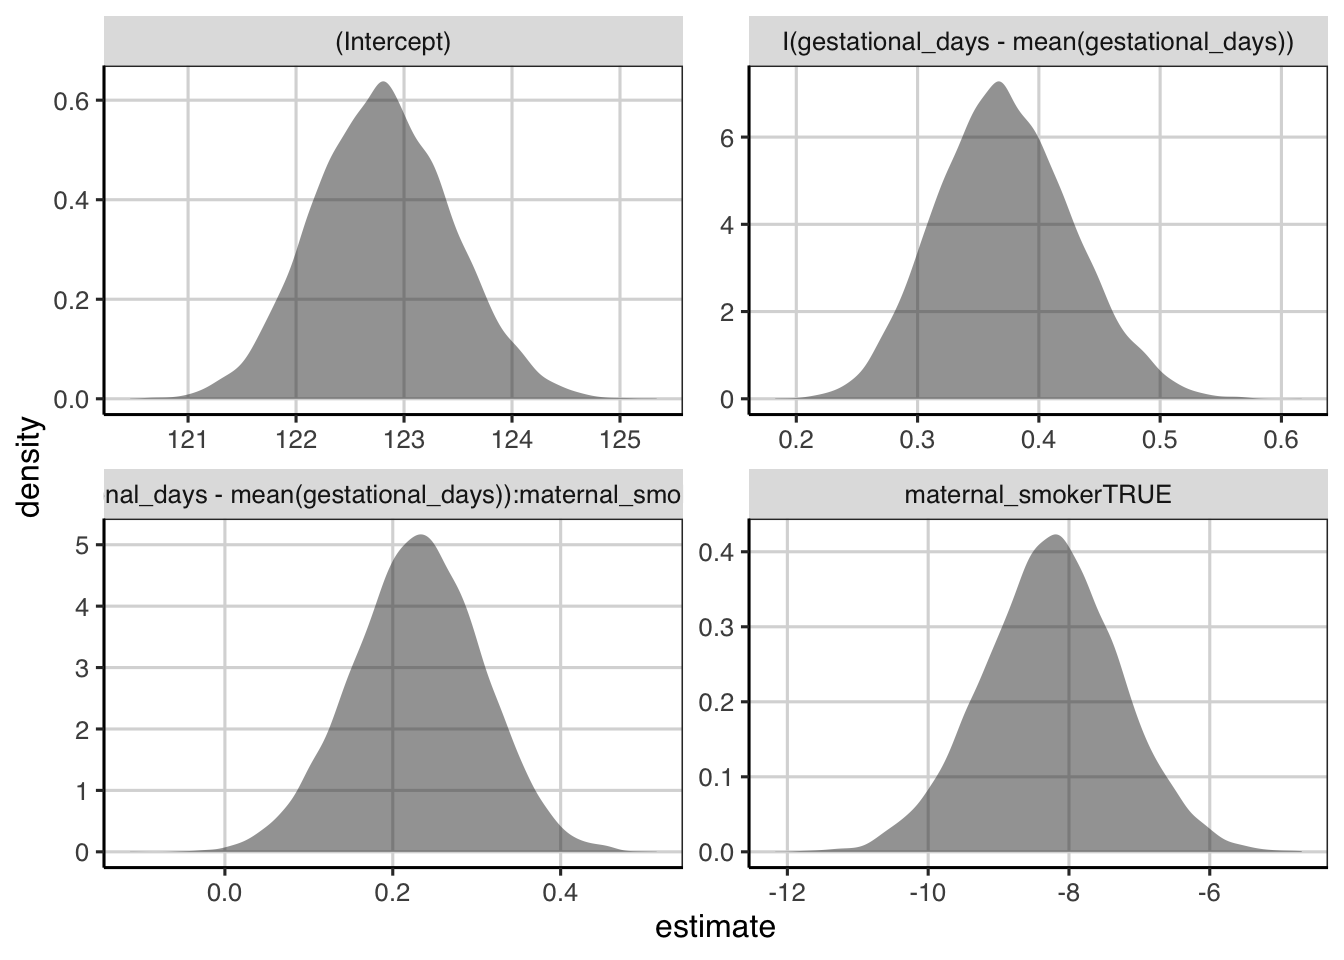 (Intercept)
0.6
0.4
0.2
0.0
121 122 123 124 125
I(gestational_days - mean(gestational_days))
6
4
2
0
0.2 0.3 0.4 0.5 0.6
nal_days - mean(gestational_days)):maternal_smo
5
4
3
2
1
0
0.0 0.2 0.4
maternal_smokerTRUE
0.4
0.3
0.2
0.1
0.0
-12 -10 -8 -6
density
estimate